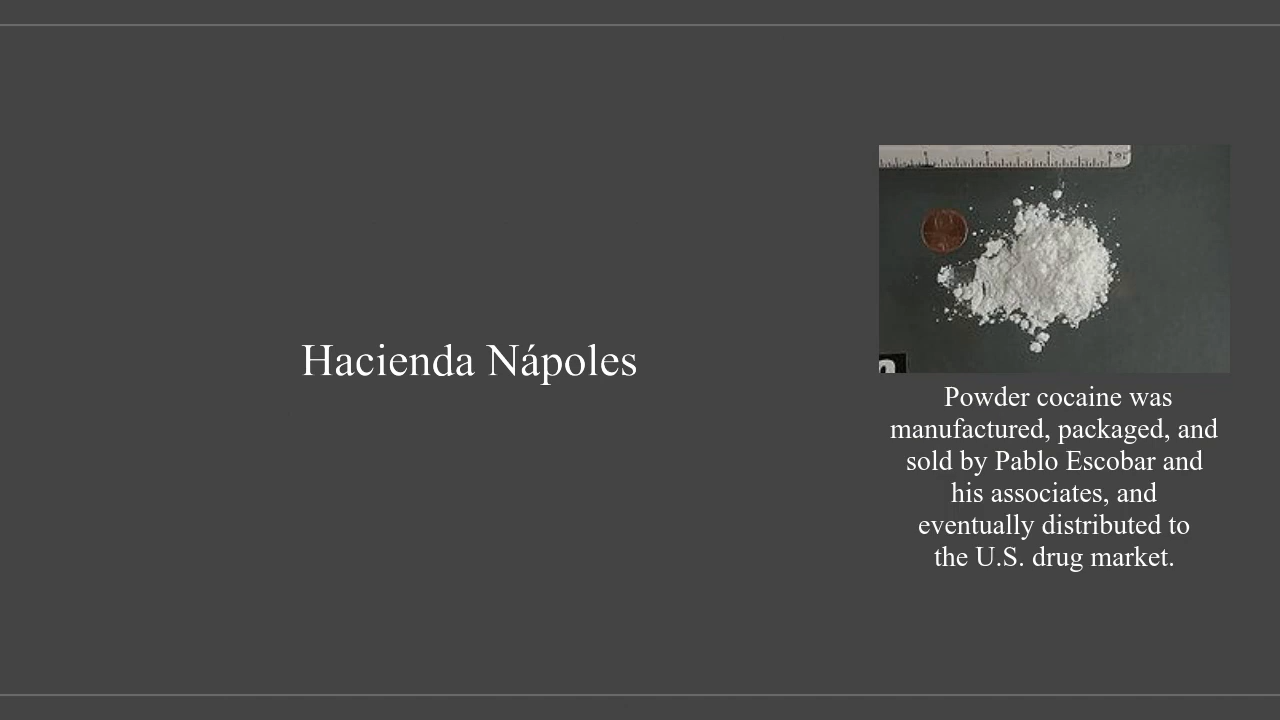 Hacienda Nápoles
Powder cocaine was
manufactured, packaged, and
sold by Pablo Escobar and
his associates, and
eventually distributed to
the U.S. drug market.